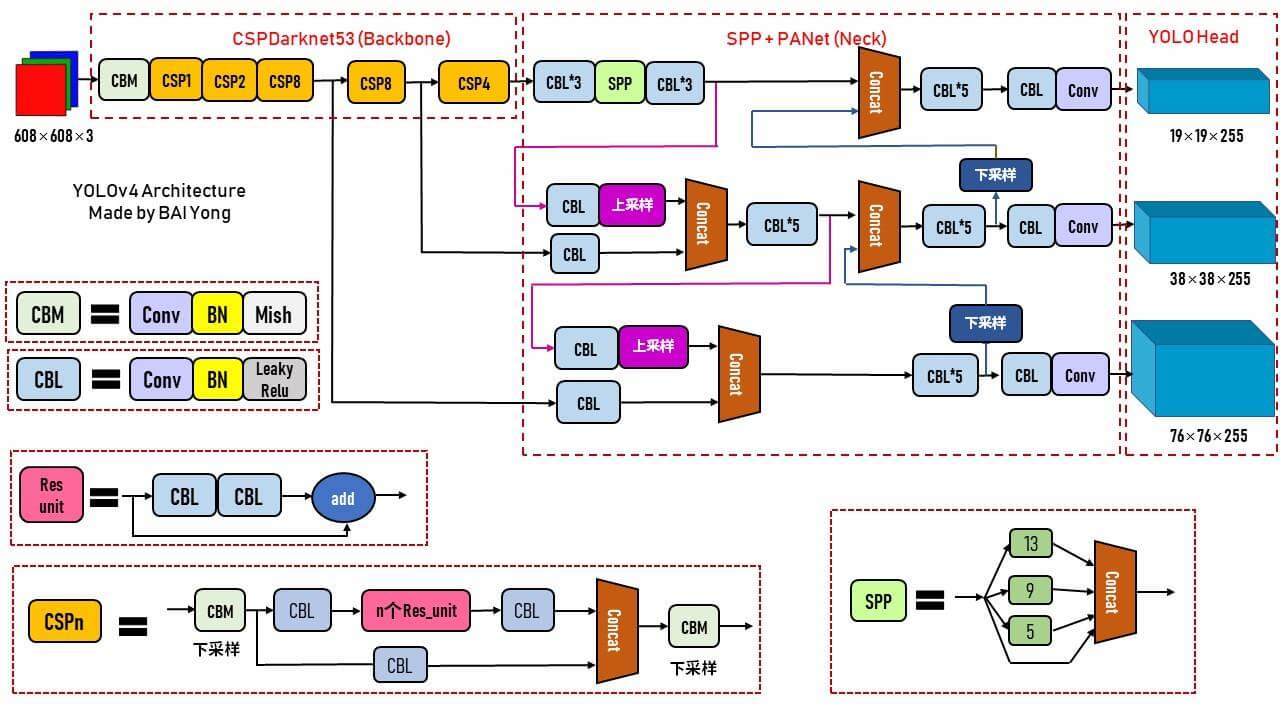 CSPDarknet53 (Backbone)
SPP + PANet (Neck)
YOLO Head
CBM
CSP1
CSP2
CSP8
CSP8
CSP4
CBL*3
SPP
CBL*3
Concat
CBL*5
CBL
Conv
608×608×3
19×19×255
YOLOv4 Architecture
Made by BAI Yong
下采样
CBL
上采样
Concat
CBL*5
Concat
CBL*5
CBL
Conv
CBL
38×38×255
CBM
=
Conv
BN
Mish
下采样
CBL
上采样
Concat
CBL*5
CBL
Conv
CBL
76×76×255
CBL
=
Conv
BN
Leaky
Relu
Res
unit
=
CBL
CBL
add
CSPn
=
CBM
下采样
CBL
n个Res_unit
CBL
CBL
Concat
CBM
下采样
SPP
=
13
9
5
Concat